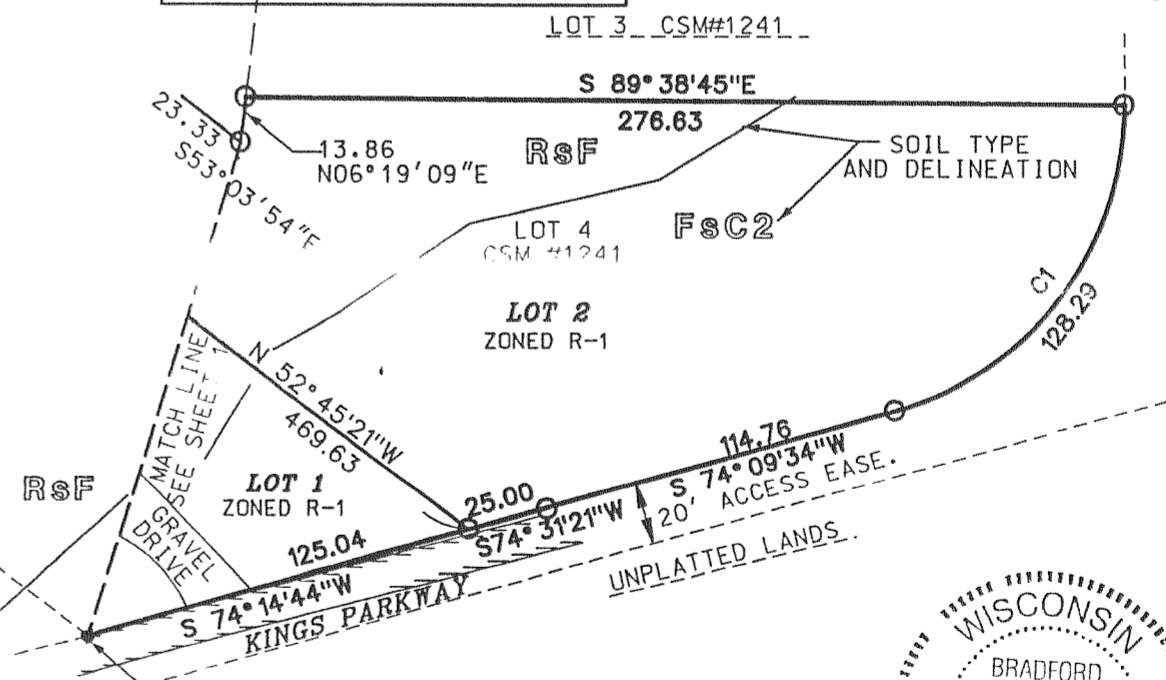 LOT 3 CSM#1241
S 89°38'45"E
276.63
23.33
S53°03'54"E
13.86
N06°19'09"E
RsF
SOIL TYPE
AND DELINEATION
FsC2
LOT 4
CSM #1241
LOT 2
ZONED R-1
C1
128.29
MATCH LINE
SEE SHEET 1
N 52°45'21"W
469.63
RsF
LOT 1
ZONED R-1
GRAVEL
DRIVE
125.04
S 74°14'44"W
25.00
S74°31'21"W
114.76
S 74°09'34"W
20' ACCESS EASE.
KINGS PARKWAY
UNPLATTED LANDS
WISCONSIN
BRADFORD